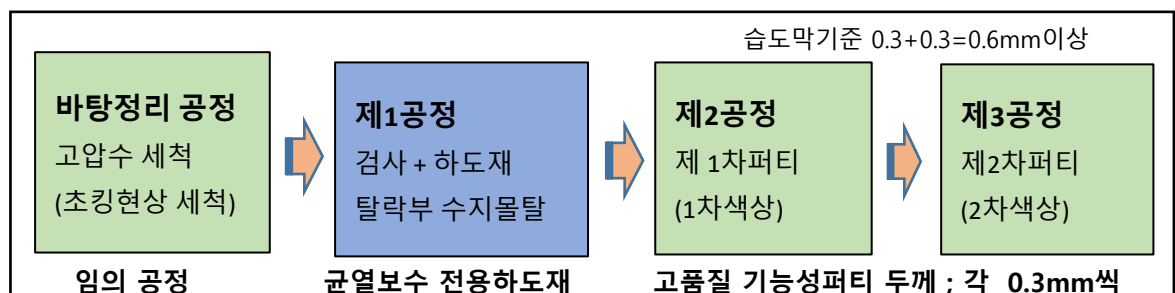 습도막기준 0.3+0.3=0.6mm이상
바탕정리 공정
고압수 세척
(초킹현상 세척)
제1공정
검사 + 하도재
탈락부 수지몰탈
제2공정
제 1차퍼티
(1차색상)
제3공정
제2차퍼티
(2차색상)
임의 공정
균열보수 전용하도재
고품질 기능성퍼티 두께 ; 각 0.3mm씩